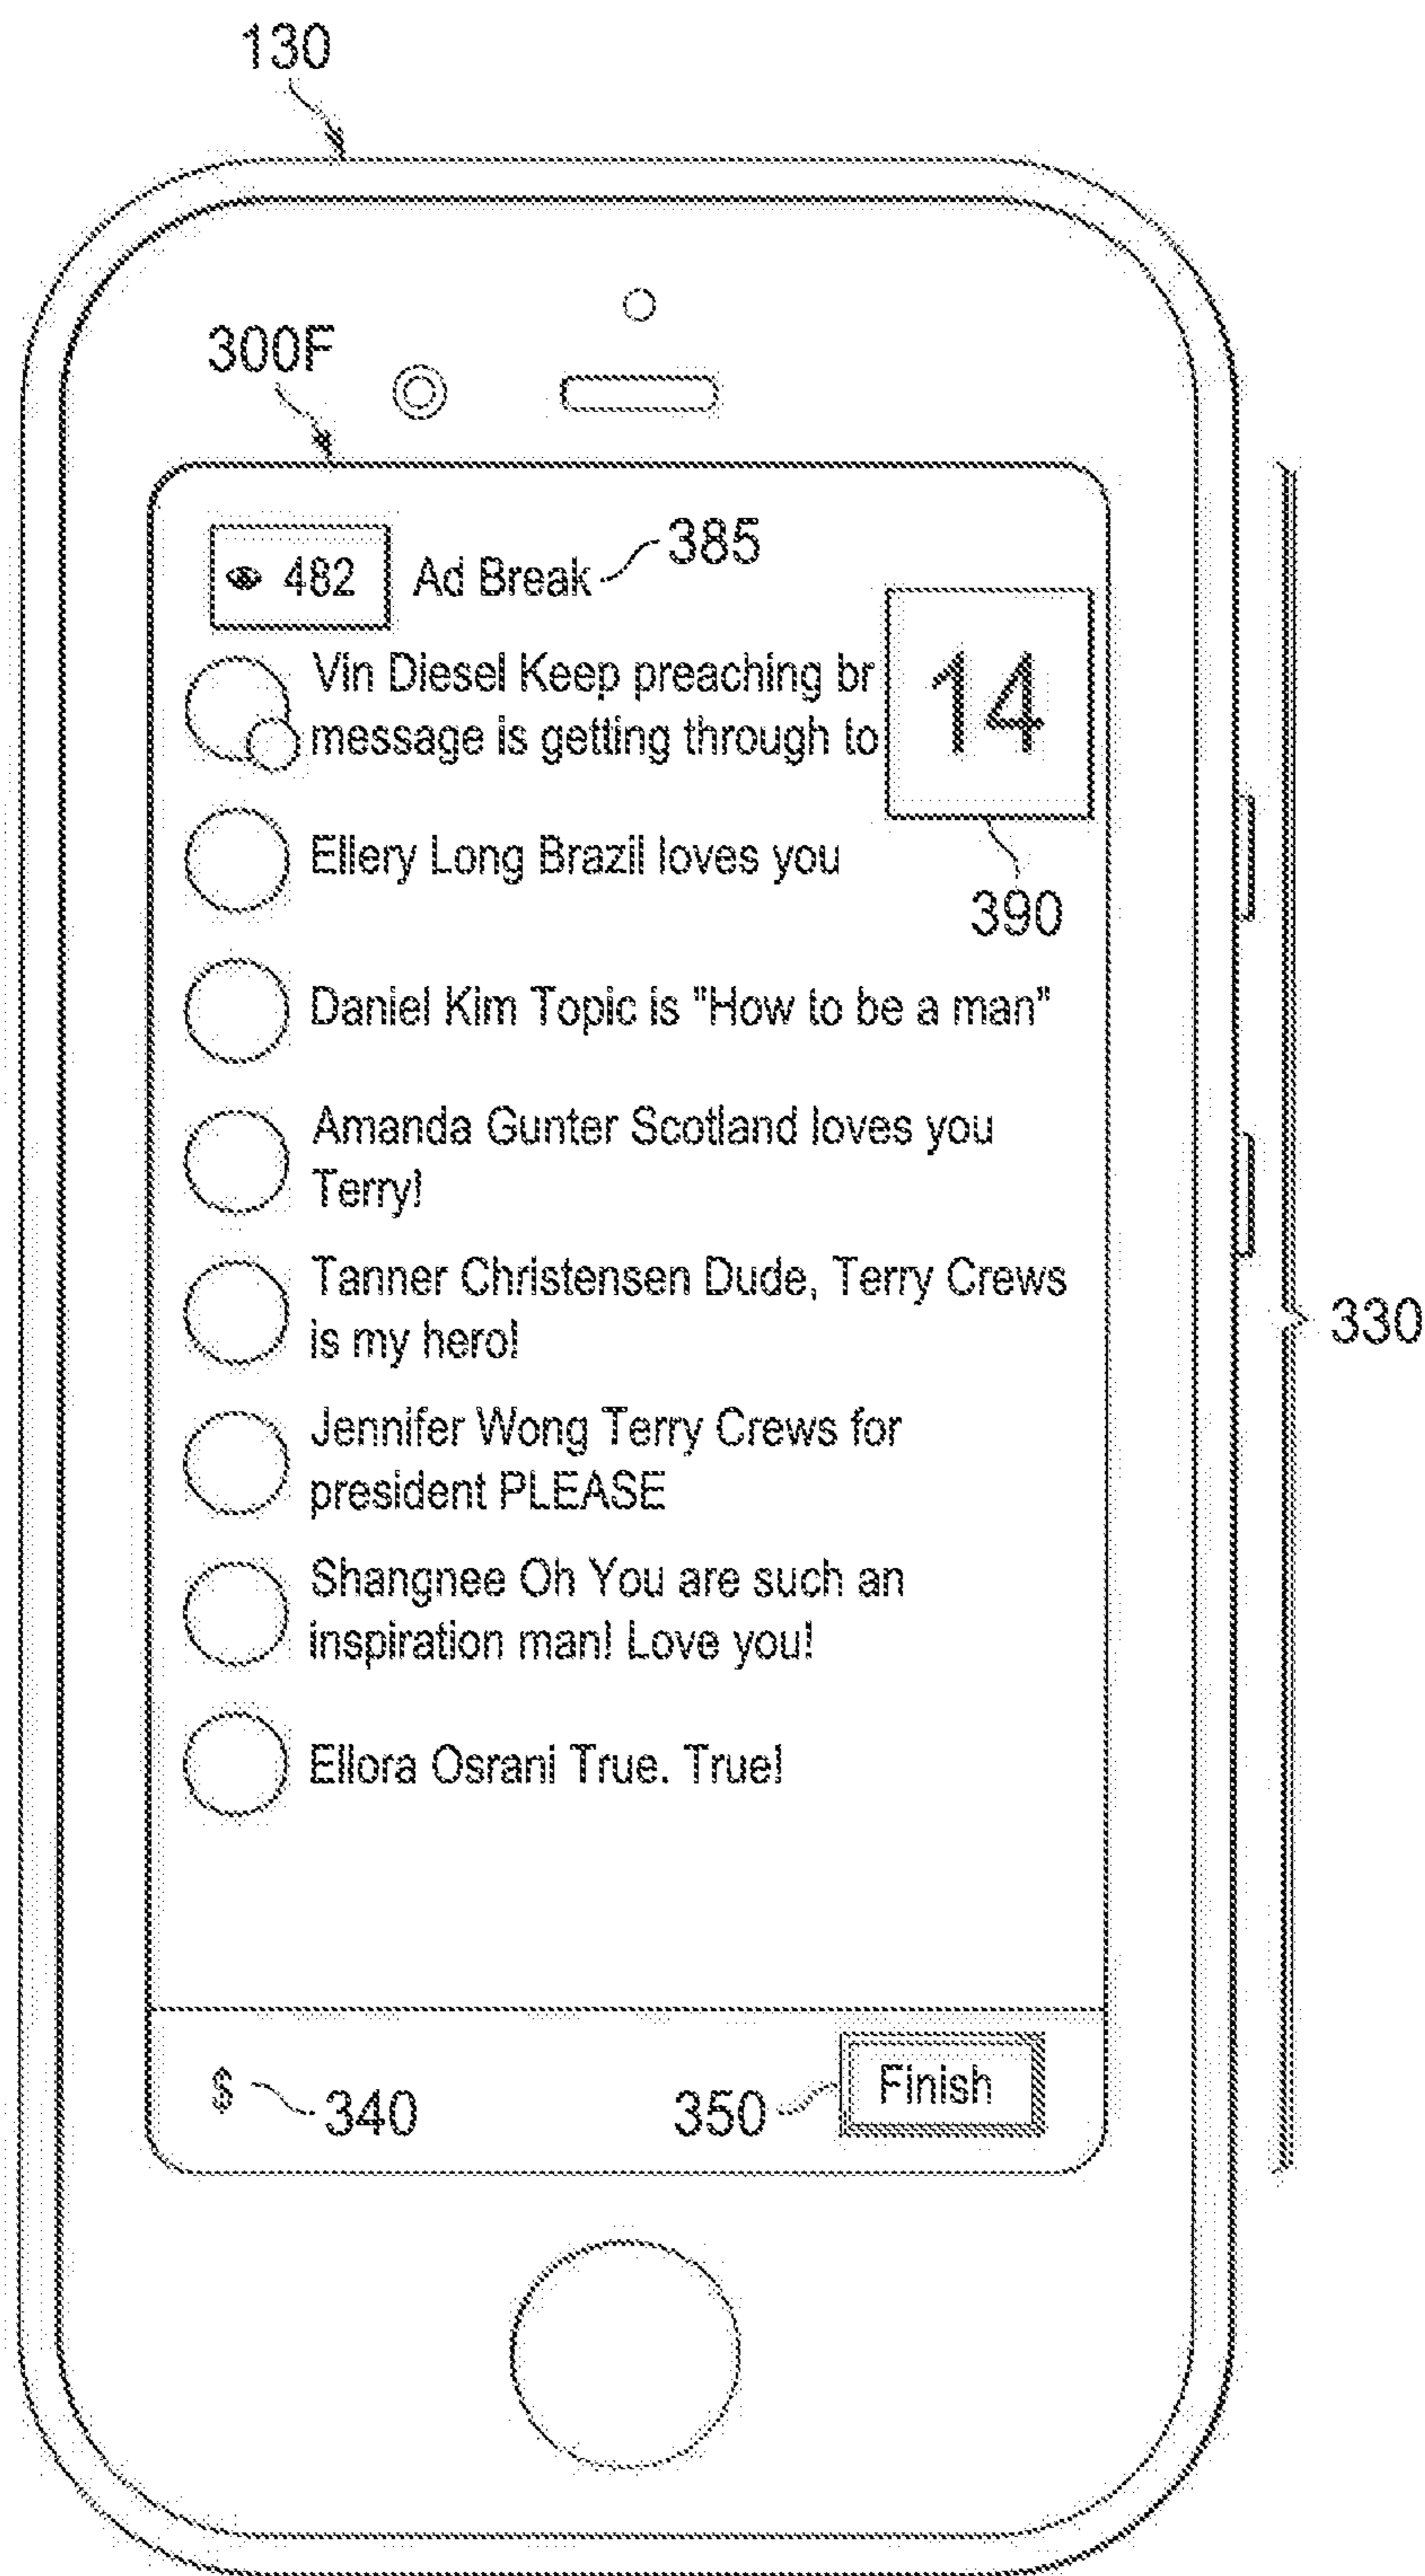 130
300F
482 Ad Break 385
Vin Diesel Keep preaching br
message is getting through to
14
390
Ellery Long Brazil loves you
Daniel Kim Topic is "How to be a man"
Amanda Gunter Scotland loves you
Terry!
Tanner Christensen Dude, Terry Crews
is my hero!
330
Jennifer Wong Terry Crews for
president PLEASE
Shangnee Oh You are such an
inspiration man! Love you!
Ellora Osrani True. True!
$ 340
350 Finish